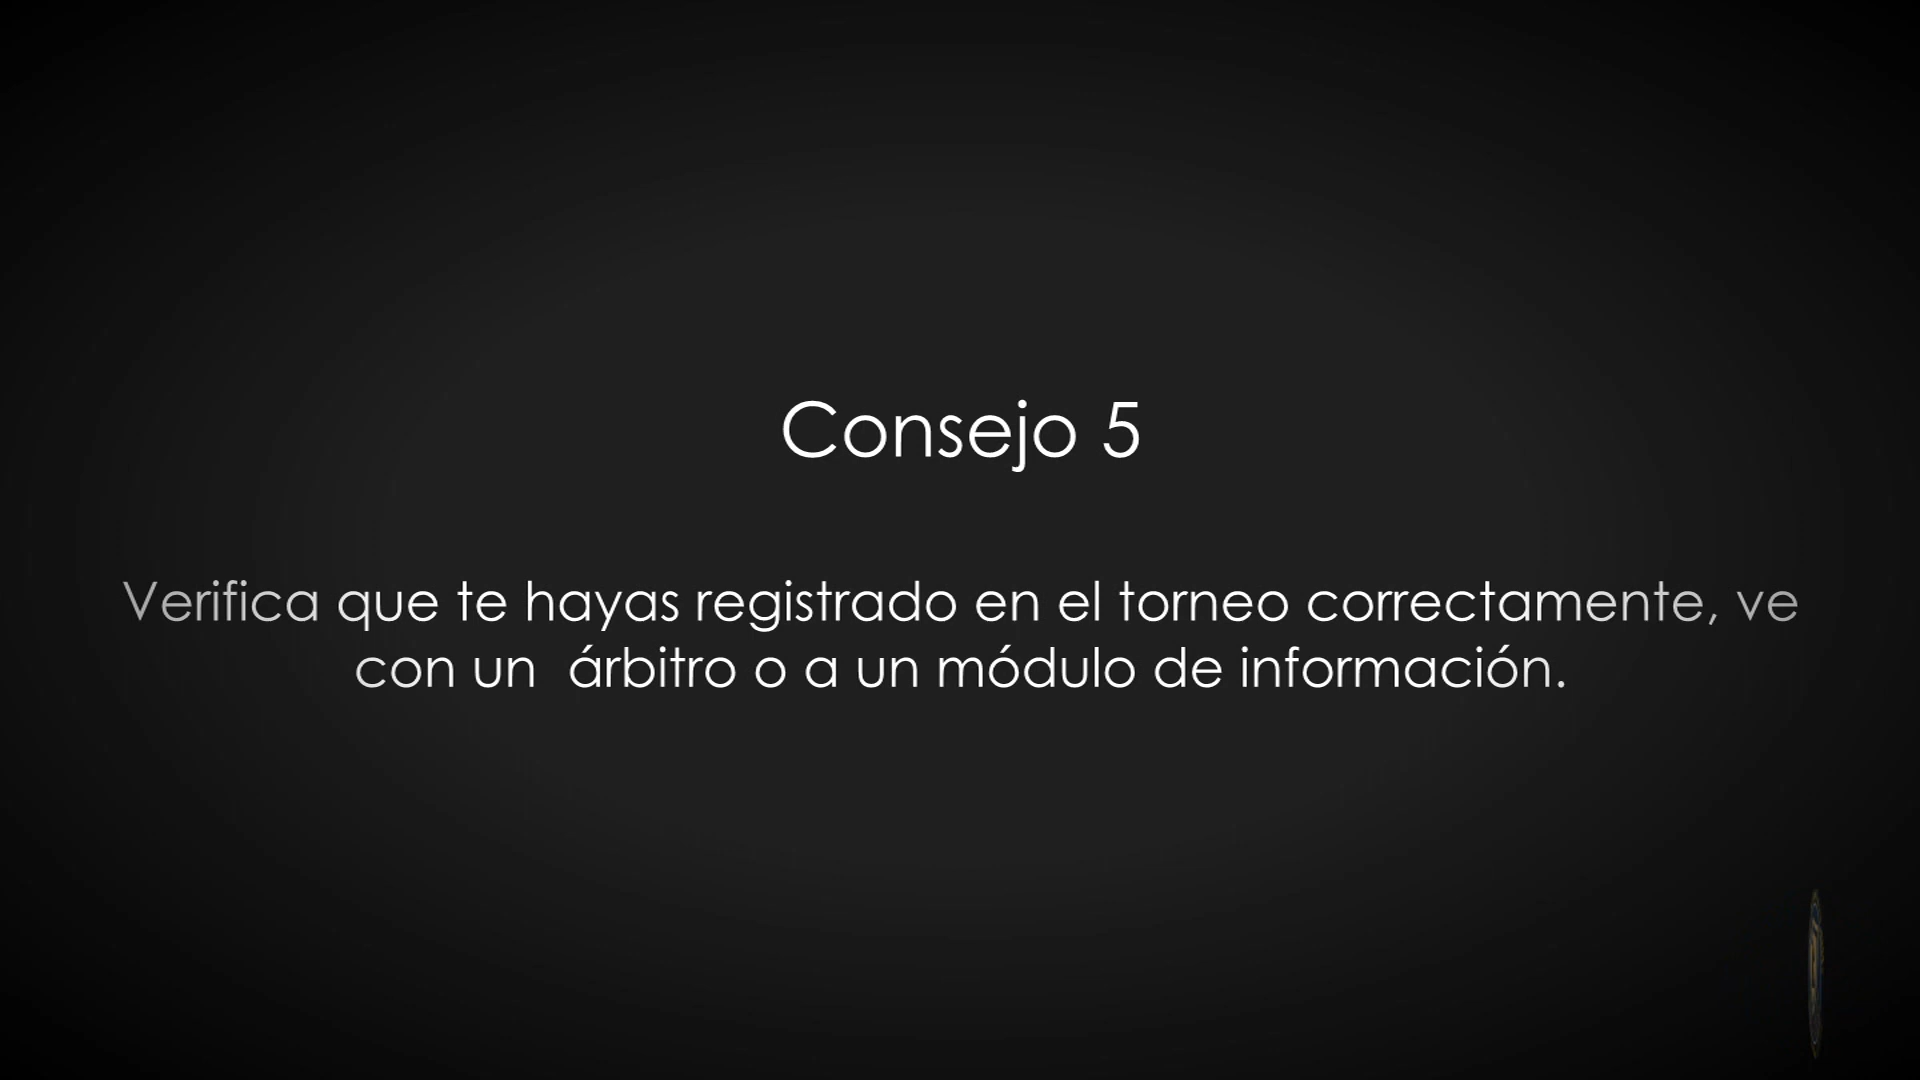 Consejo 5
Verifica que te hayas registrado en el torneo correctamente, ve
con un  árbitro o a un módulo de información.